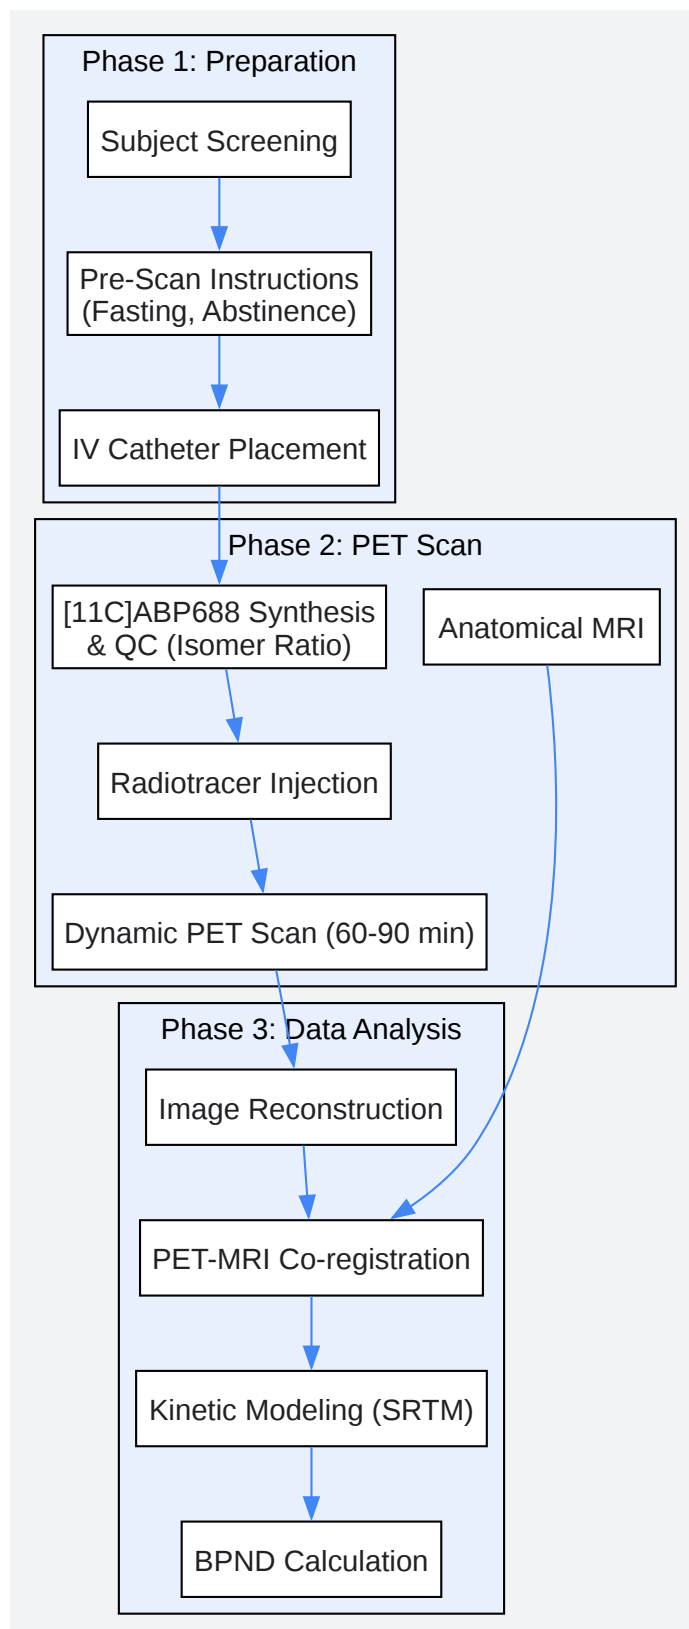 Phase 1: Preparation
Subject Screening
Pre-Scan Instructions
(Fasting, Abstinence)
IV Catheter Placement
Phase 2: PET Scan
[11C]ABP688 Synthesis
& QC (Isomer Ratio)
Anatomical MRI
Radiotracer Injection
Dynamic PET Scan (60-90 min)
Phase 3: Data Analysis
Image Reconstruction
PET-MRI Co-registration
Kinetic Modeling (SRTM)
BPND Calculation